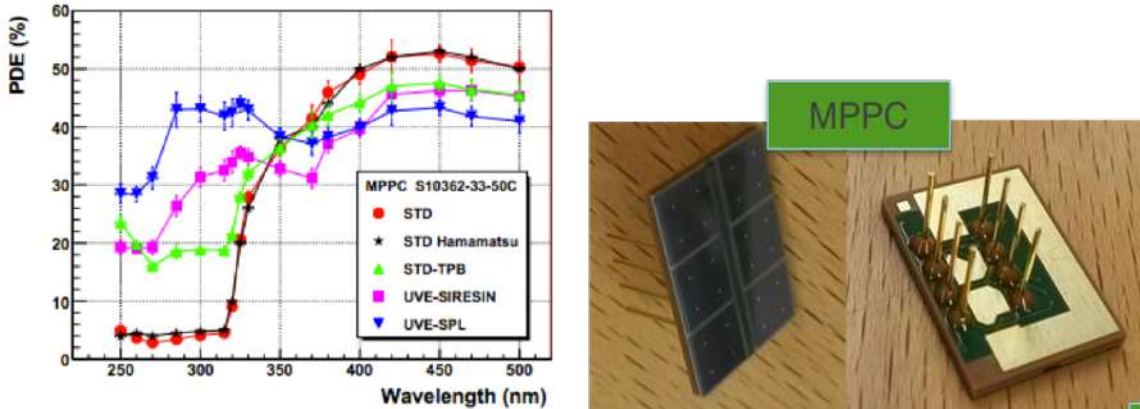 PDE (%)
60
50
40
30
20
10
0
MPPC S10362-33-50C
STD
STD Hamamatsu
STD-TPB
UVE-SIRESIN
UVE-SPL
250 300 350 400 450 500
Wavelength (nm)
MPPC